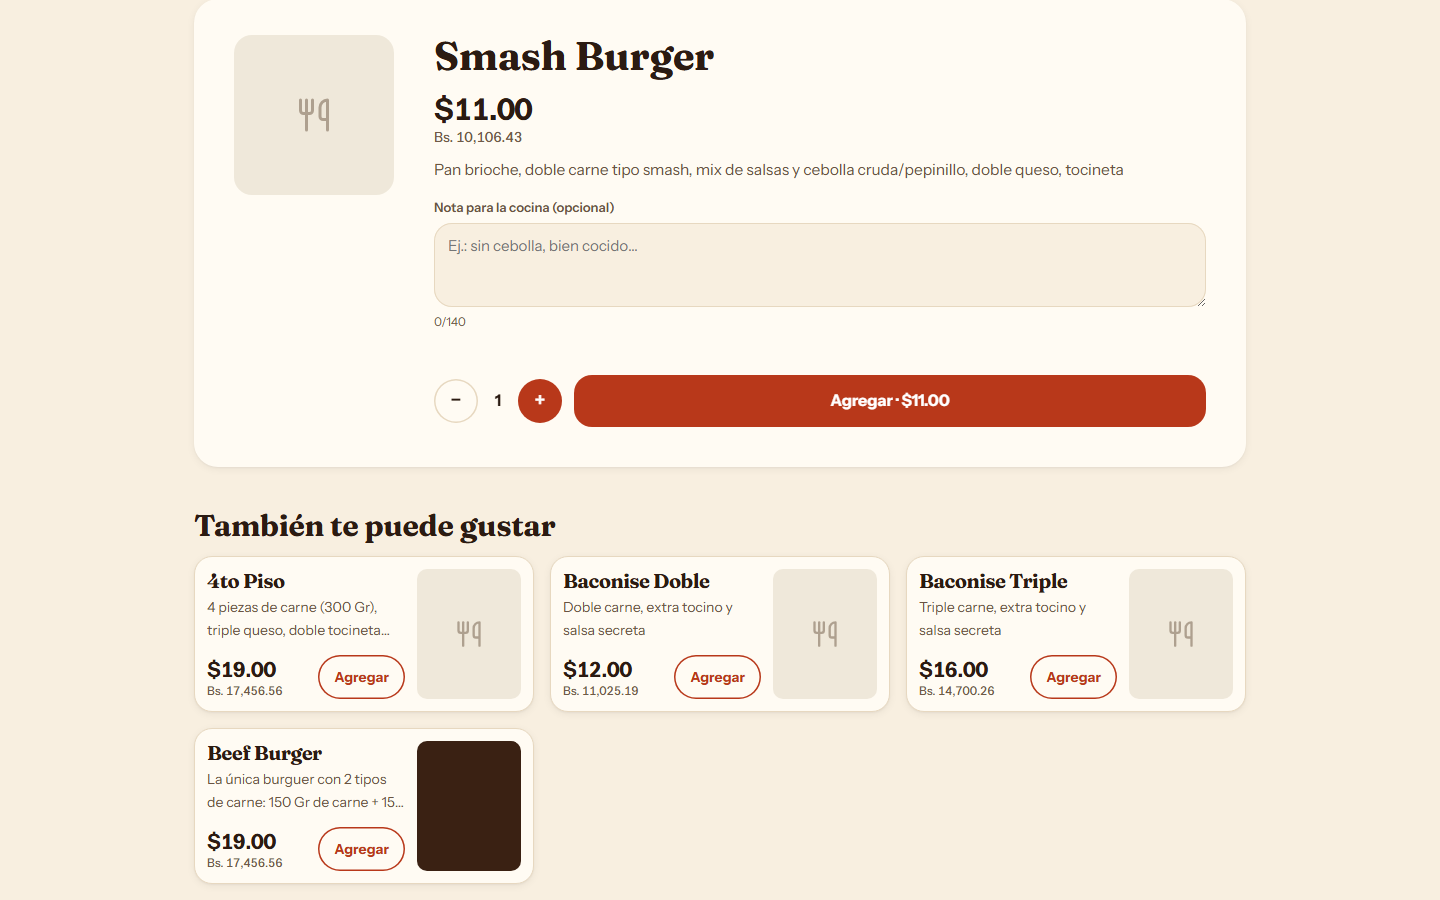 Smash Burger
$11.00
Bs. 10,106.43
Pan brioche, doble carne tipo smash, mix de salsas y cebolla cruda/pepinillo, doble queso, tocineta
Nota para la cocina (opcional)
Ej.: sin cebolla, bien cocido...
0/140
− 1 + Agregar · $11.00
También te puede gustar
4to Piso
4 piezas de carne (300 Gr),
triple queso, doble tocineta...
$19.00
Bs. 17,456.56
Agregar
Baconise Doble
Doble carne, extra tocino y
salsa secreta
$12.00
Bs. 11,025.19
Agregar
Baconise Triple
Triple carne, extra tocino y
salsa secreta
$16.00
Bs. 14,700.26
Agregar
Beef Burger
La única burguer con 2 tipos
de carne: 150 Gr de carne + 15...
$19.00
Bs. 17,456.56
Agregar